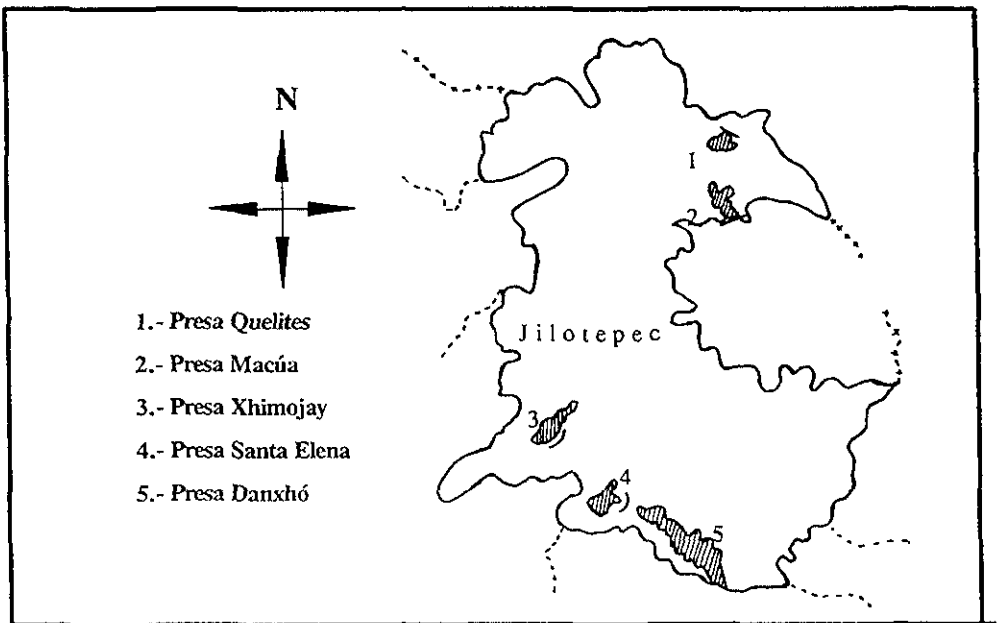 N
1.- Presa Quelites
2.- Presa Macúa
3.- Presa Xhimojay
4.- Presa Santa Elena
5.- Presa Danxhó
Jilotepec
1
2
3
4
5